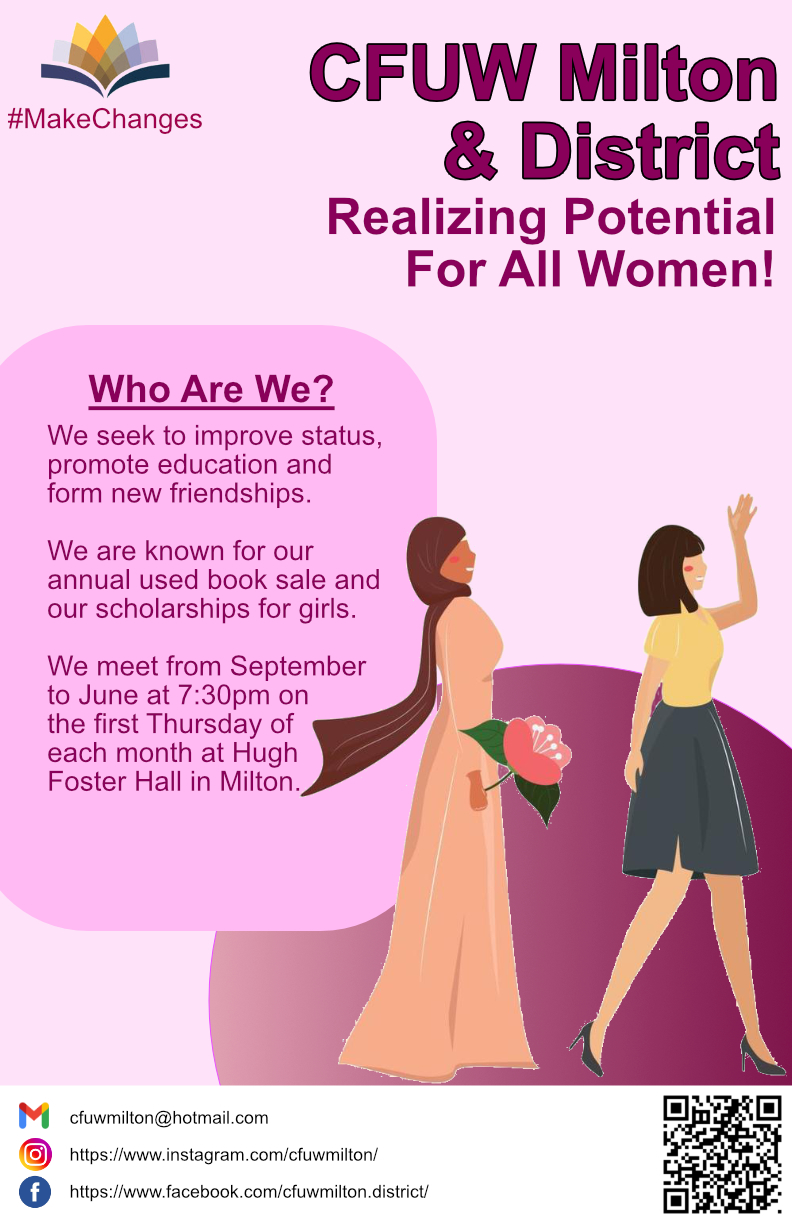 #MakeChanges
CFUW Milton
& District
Realizing Potential
For All Women!
Who Are We?
We seek to improve status,
promote education and
form new friendships.
We are known for our
annual used book sale and
our scholarships for girls.
We meet from September
to June at 7:30pm on
the first Thursday of
each month at Hugh
Foster Hall in Milton.
cfuwmilton@hotmail.com
https://www.instagram.com/cfuwmilton/
https://www.facebook.com/cfuwmilton.district/